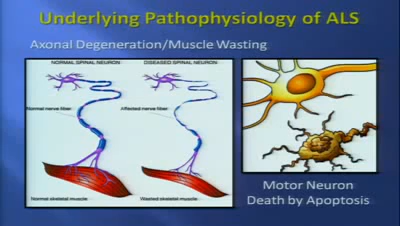 Underlying Pathophysiology of ALS
Axonal Degeneration/Muscle Wasting
NORMAL SPINAL NEURON
DISEASED SPINAL NEURON
Normal nerve fiber
Affected nerve fiber
Normal skeletal muscle
Wasted skeletal muscle
Motor Neuron
Death by Apoptosis